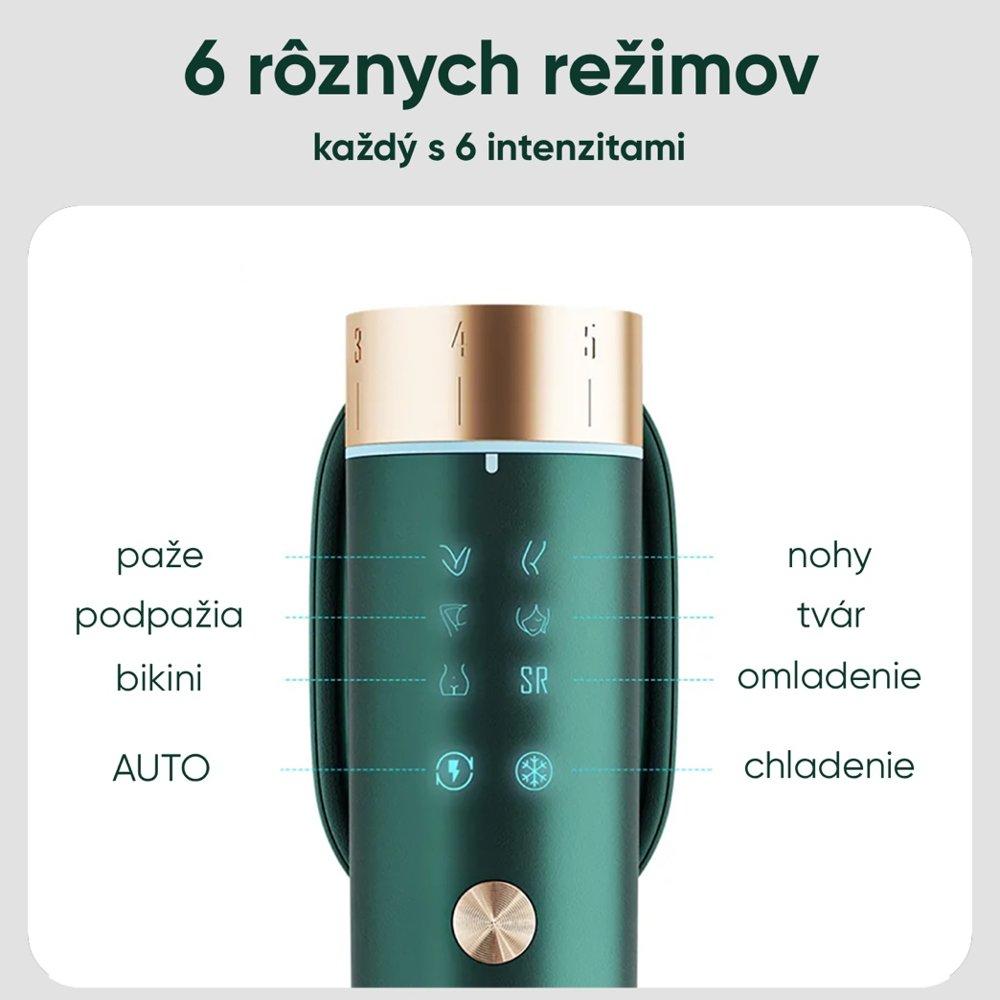 6 rôznych režimov
každý s 6 intenzitami
3 4 5
paže nohy
podpažia tvár
bikini SR omladenie
AUTO chladenie